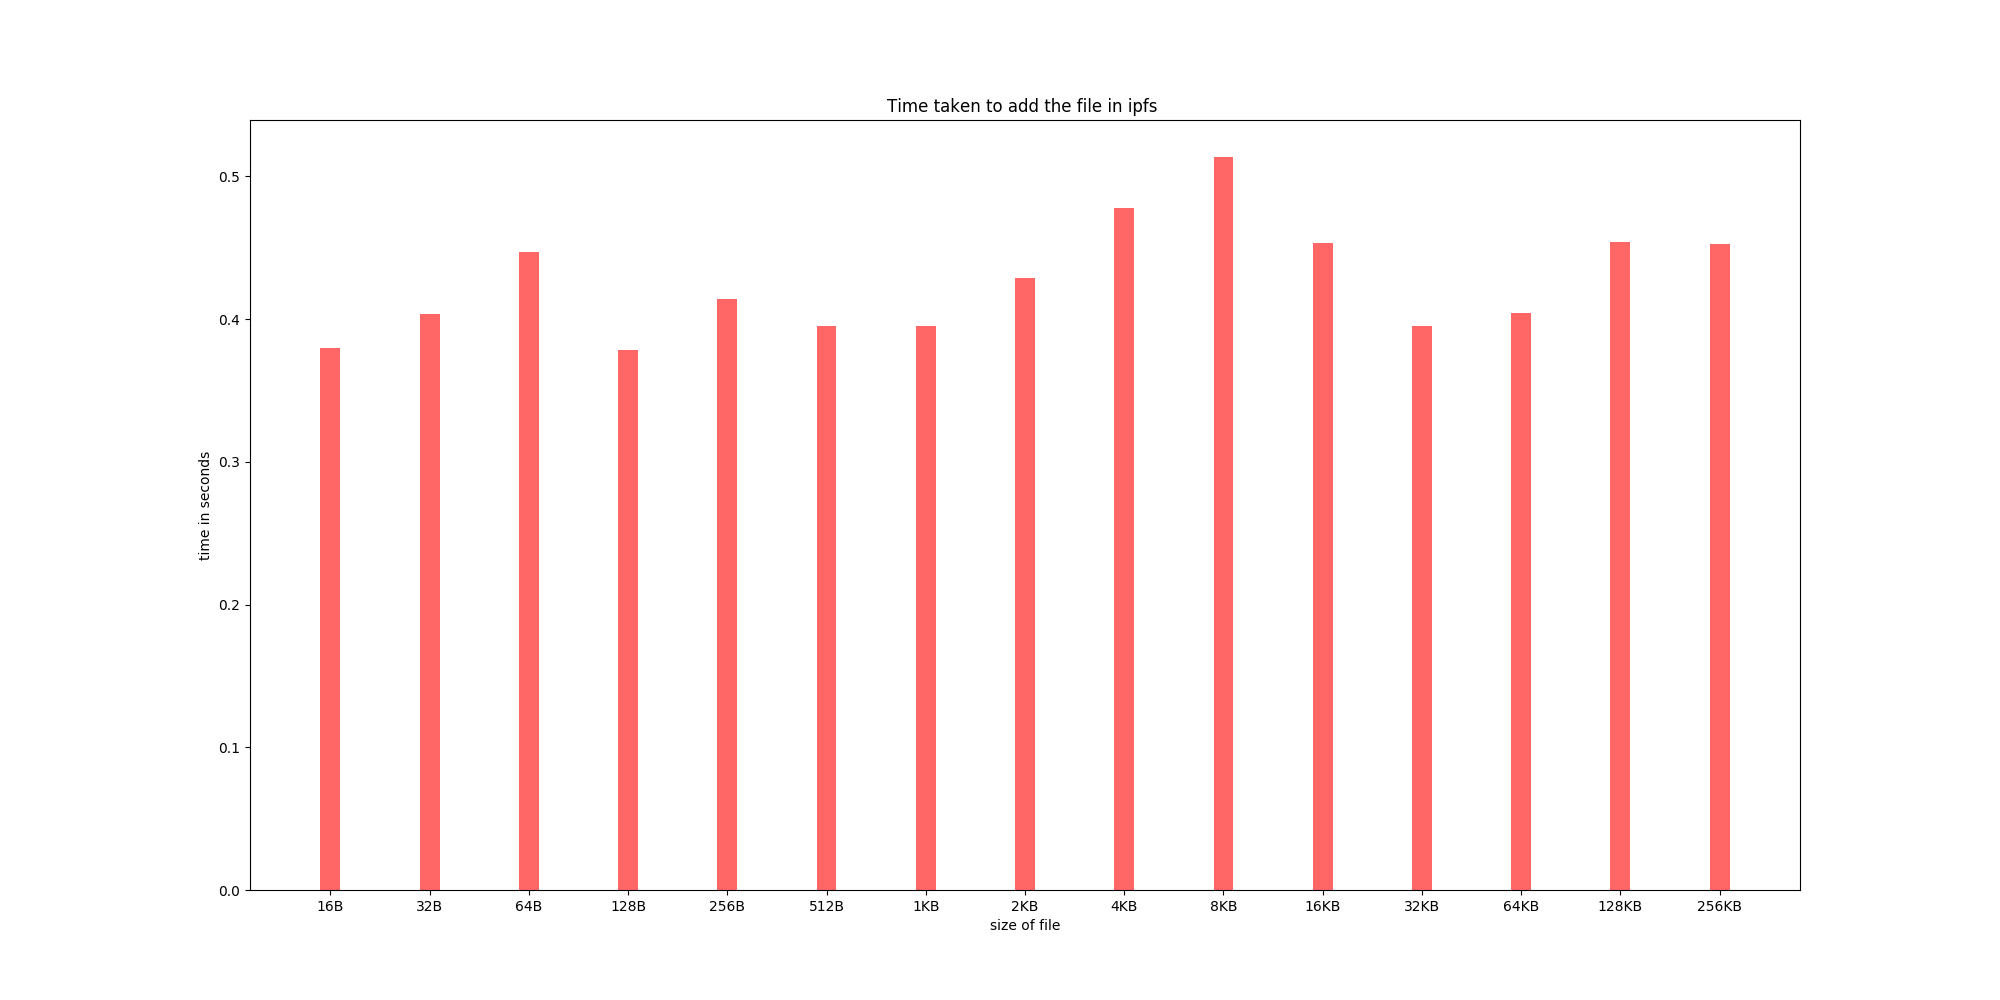 Time taken to add the file in ipfs
0.5
0.4
0.3
0.2
0.1
0.0
time in seconds
16B 32B 64B 128B 256B 512B 1KB 2KB 4KB 8KB 16KB 32KB 64KB 128KB 256KB
size of file